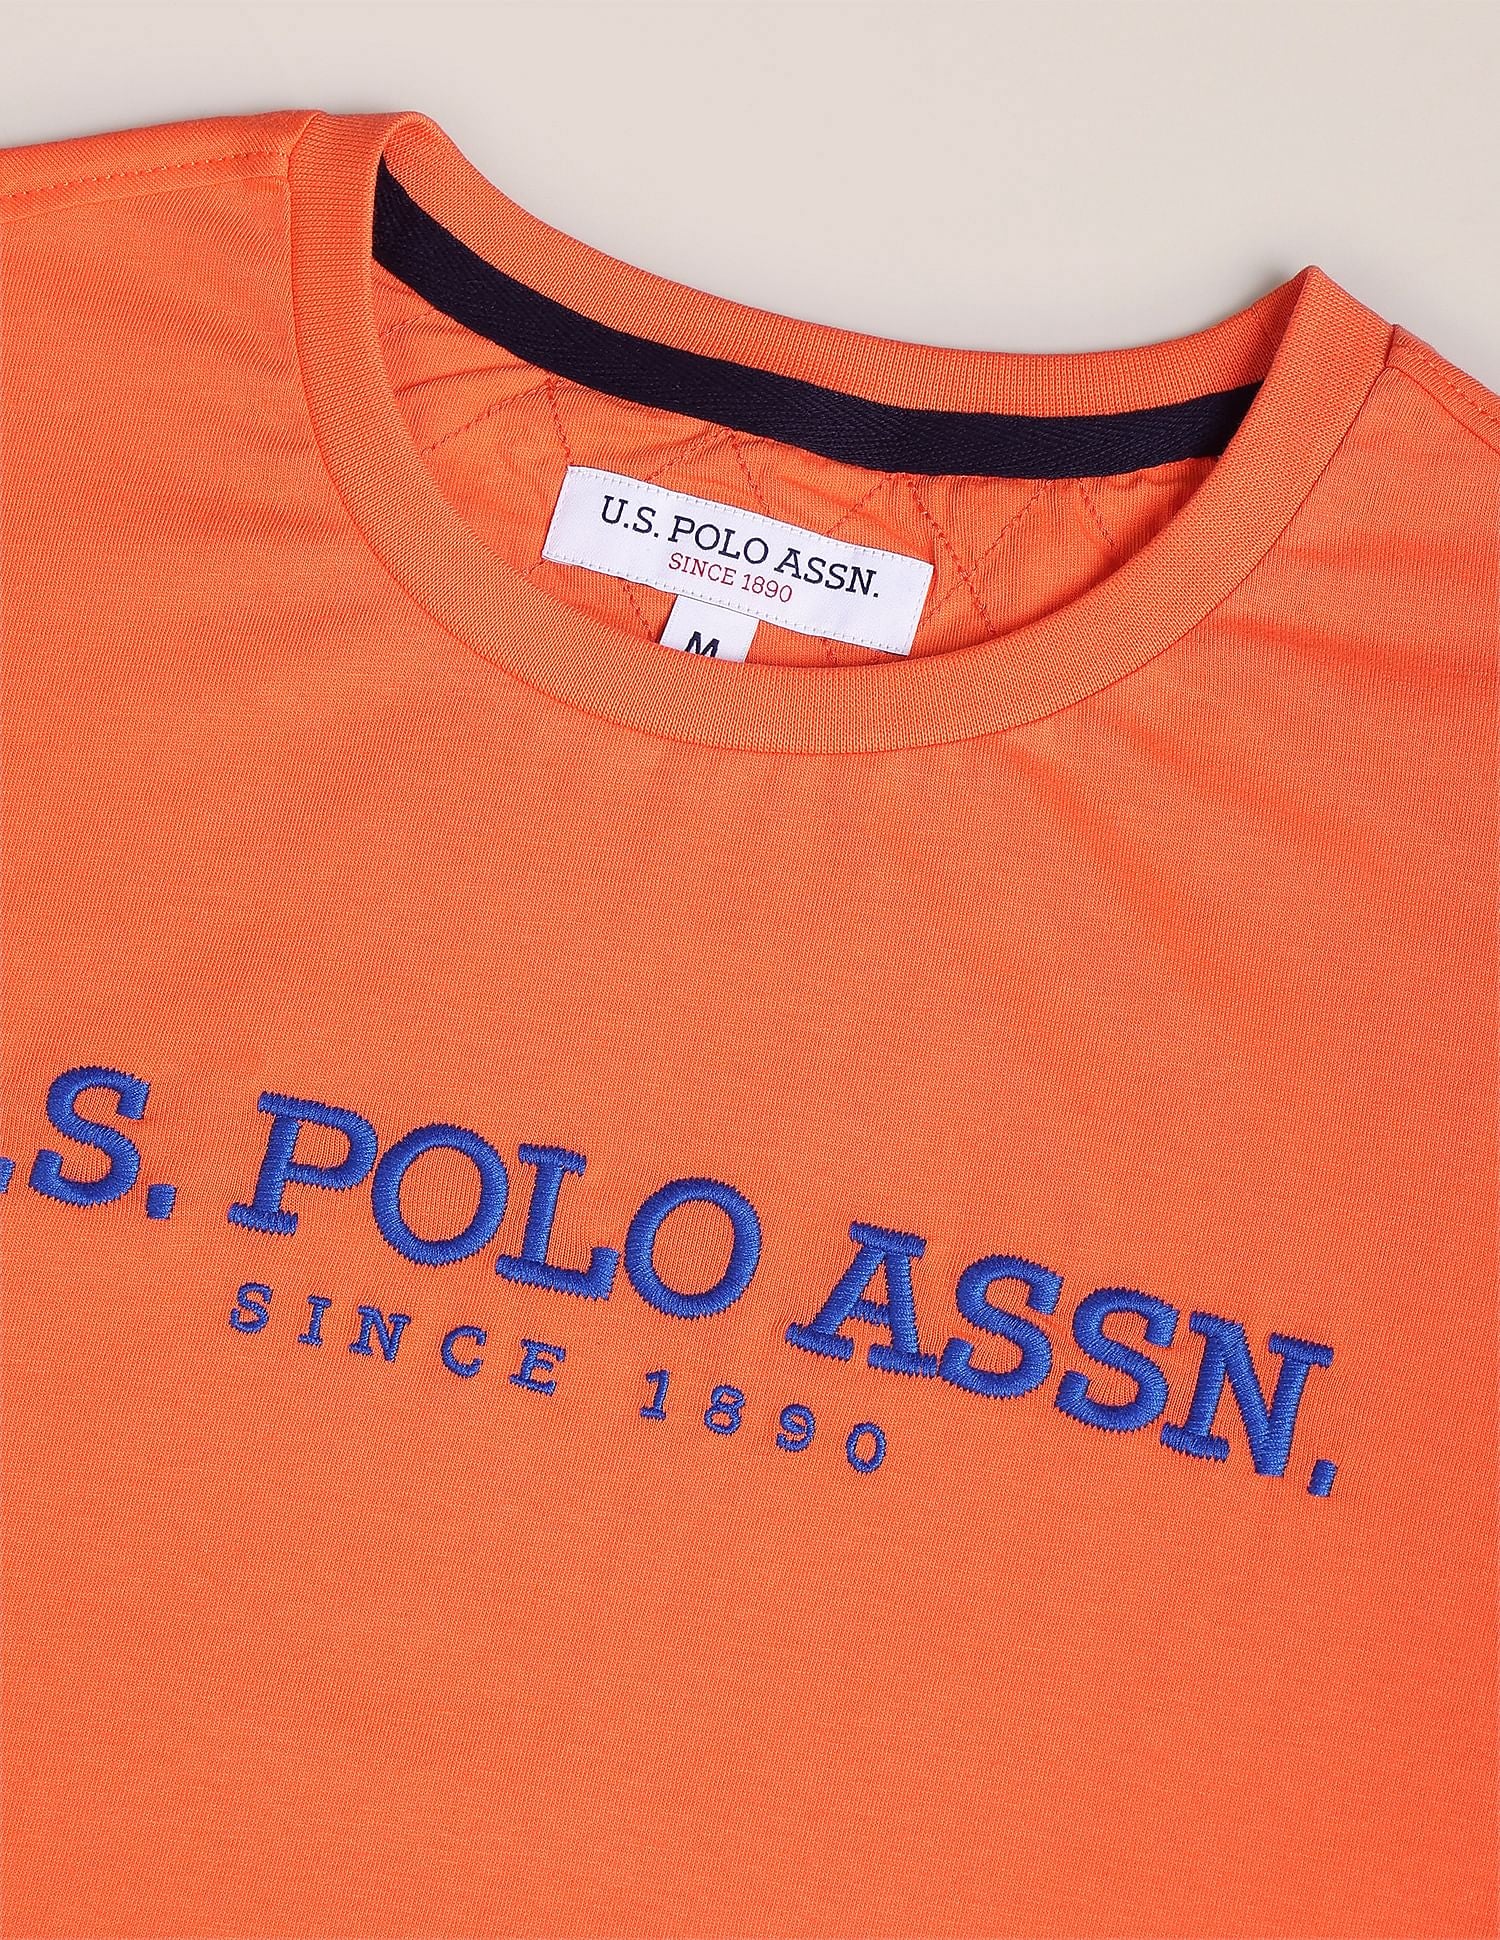 U.S. POLO ASSN.
SINCE 1890
M
.S. POLO ASSN.
SINCE 1890